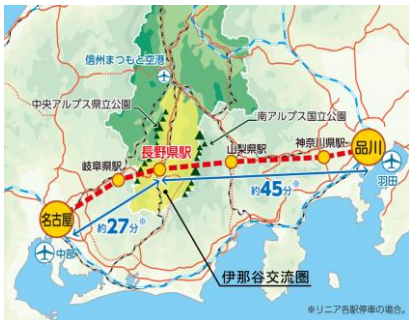 信州まつもと空港
中央アルプス県立公園
南アルプス国立公園
岐阜県駅
長野県駅
山梨県駅
神奈川県駅
品川
羽田
約45分※
名古屋
約27分※
中部
伊那谷交流圏
※リニア各駅停車の場合。